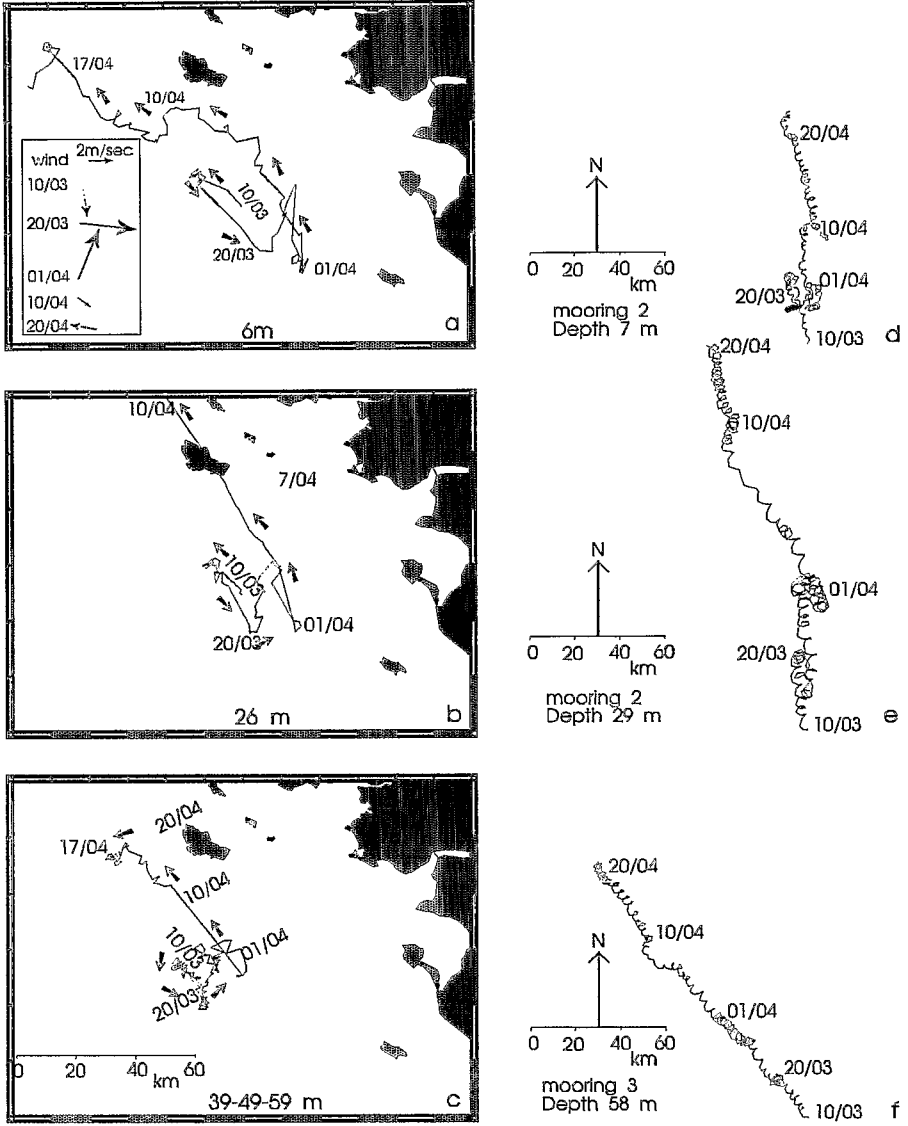 17/04
10/04
wind 2m/sec
10/03
20/03
01/04
10/04
20/04
10/03
20/03
01/04
6m
a
10/04
7/04
10/03
20/03
01/04
26 m
b
20/04
17/04
10/04
10/03
01/04
20/03
0 20 40 60
km
39-49-59 m
c
N
0 20 40 60
km
mooring 2
Depth 7 m
20/04
10/04
20/03
01/04
10/03
d
N
0 20 40 60
km
mooring 2
Depth 29 m
20/04
10/04
01/04
20/03
10/03
e
N
0 20 40 60
km
mooring 3
Depth 58 m
20/04
10/04
01/04
20/03
10/03
f